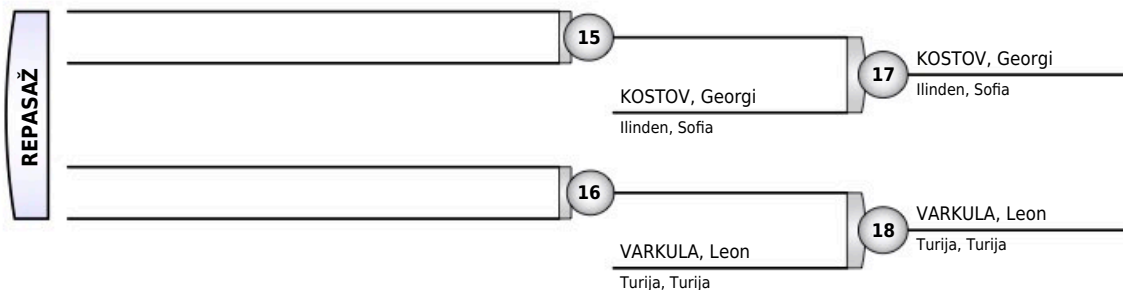 REPASAŽ
15
17
KOSTOV, Georgi
Ilinden, Sofia
KOSTOV, Georgi
Ilinden, Sofia
16
18
VARKULA, Leon
Turija, Turija
VARKULA, Leon
Turija, Turija